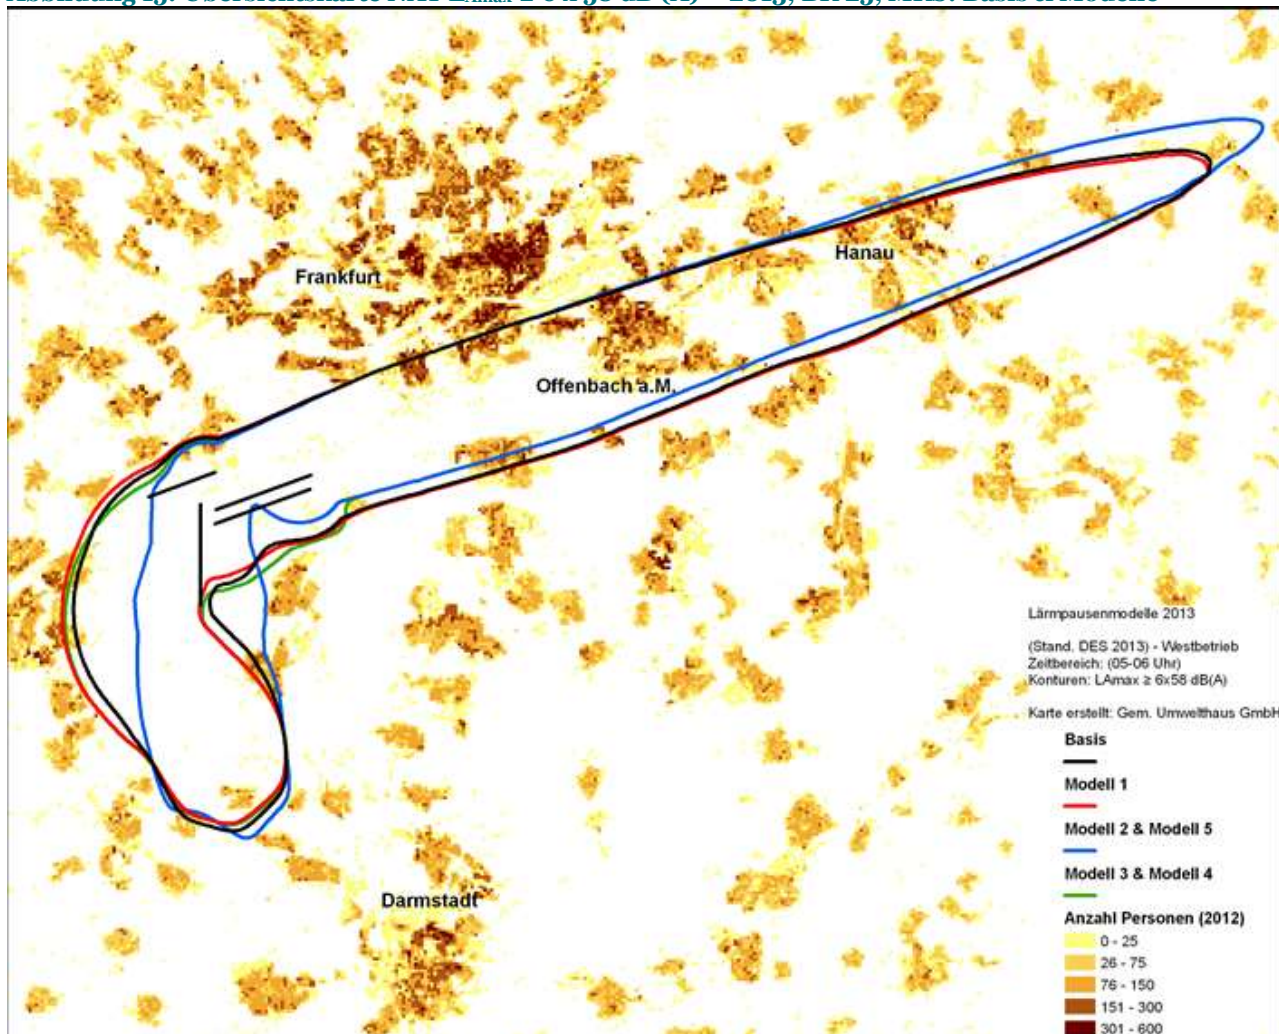 Frankfurt
Hanau
Offenbach a.M.
Darmstadt
Lärmpausenmodelle 2013
(Stand. DES 2013) - Westbetrieb
Zeitbereich: (05-06 Uhr)
Konturen: LAmax ≥ 6x58 dB(A)
Karte erstellt: Gem. Umwelthaus GmbH
Basis
Modell 1
Modell 2 & Modell 5
Modell 3 & Modell 4
Anzahl Personen (2012)
0 - 25
26 - 75
76 - 150
151 - 300
301 - 600